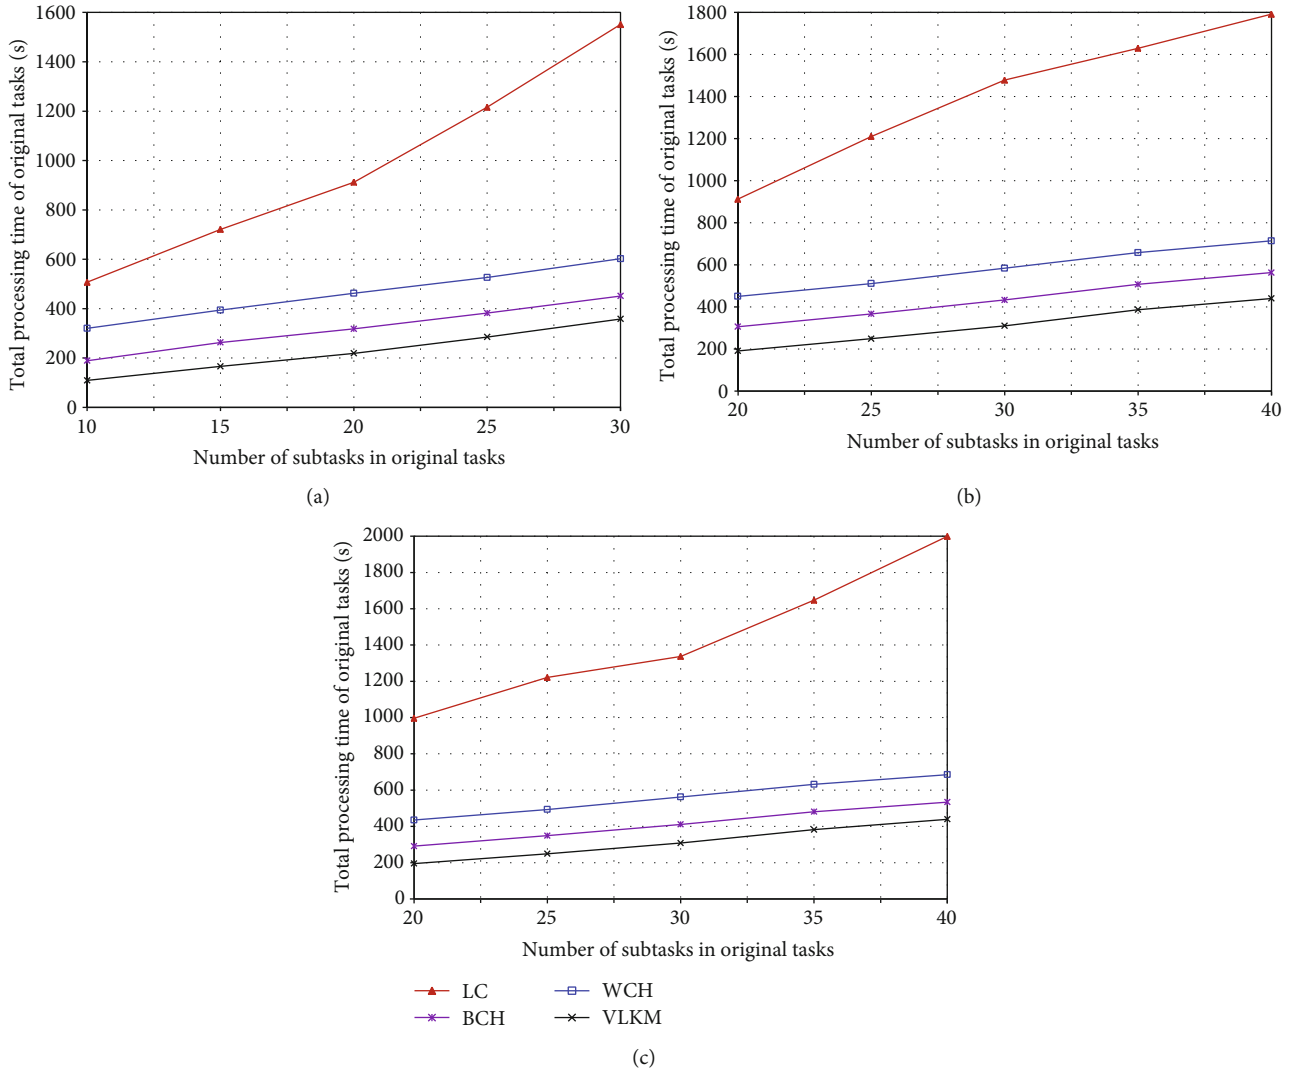 Total processing time of original tasks (s)
1600
1400
1200
1000
800
600
400
200
0
10 15 20 25 30
Number of subtasks in original tasks
(a)
Total processing time of original tasks (s)
1800
1600
1400
1200
1000
800
600
400
200
0
20 25 30 35 40
Number of subtasks in original tasks
(b)
Total processing time of original tasks (s)
2000
1800
1600
1400
1200
1000
800
600
400
200
0
20 25 30 35 40
Number of subtasks in original tasks
LC WCH
BCH VLKM
(c)